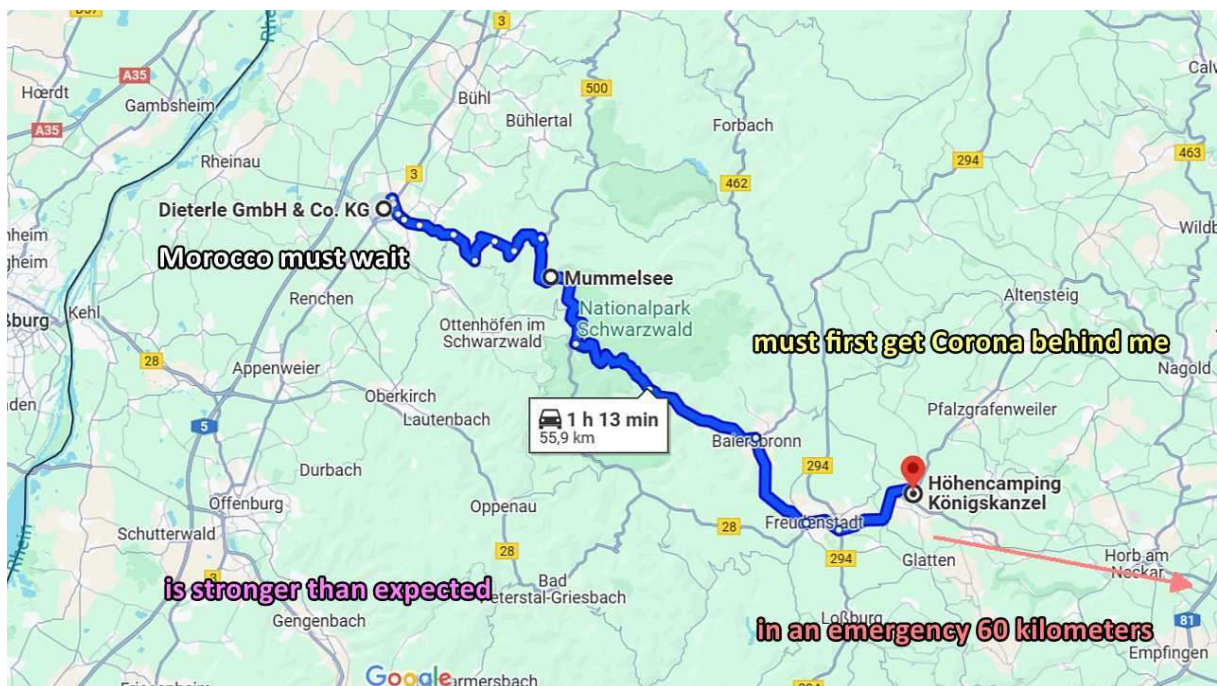 A35
Hœrdt
Gambsheim
A35
3
500
Bühl
Bühlertal
Forbach
294
463
Rheinau
3
462
Dieterle GmbH & Co. KG
Morocco must wait
Mummelsee
Renchen
Nationalpark
Schwarzwald
Altensteig
Kehl
Ottenhöfen im
Schwarzwald
must first get Corona behind me
28
Appenweier
Nagold
Oberkirch
1 h 13 min
55,9 km
Lautenbach
Pfalzgrafenweiler
5
Baiersbronn
294
Durbach
Höhencamping
Königskanzel
Offenburg
Oppenau
Freudenstadt
Schutterwald
28
Rhein
28
294
Glatten
Horb am
Neckar
3
is stronger than expected
Bad
Peterstal-Griesbach
Gengenbach
Loßburg
81
in an emergency 60 kilometers
Empfingen
Google